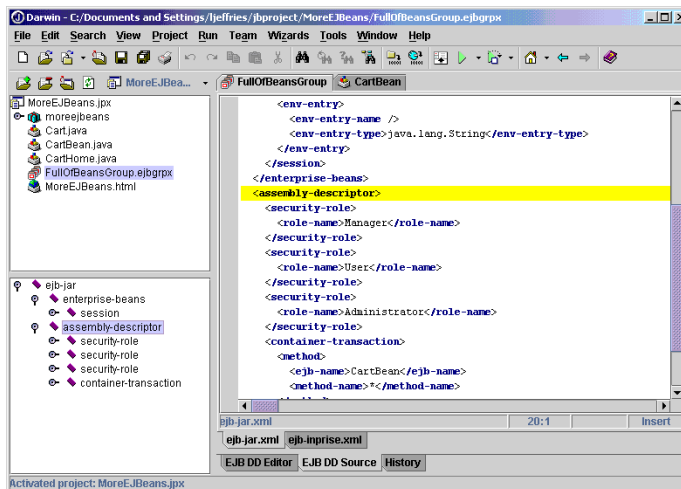 Darwin - C:/Documents and Settings/ljeffries/jbproject/MoreEJBeans/FullOfBeansGroup.ejbgrpx
File Edit Search View Project Run Team Wizards Tools Window Help
MoreEJBea...
FullOfBeansGroup CartBean
MoreEJBeans.jpx
moreejbeans
Cart.java
CartBean.java
CartHome.java
FullOfBeansGroup.ejbgrpx
MoreEJBeans.html
ejb-jar
enterprise-beans
session
assembly-descriptor
security-role
security-role
security-role
container-transaction
<env-entry>
<env-entry-name />
<env-entry-type>java.lang.String</env-entry-type>
</env-entry>
</session>
</enterprise-beans>
<assembly-descriptor>
<security-role>
<role-name>Manager</role-name>
</security-role>
<security-role>
<role-name>User</role-name>
</security-role>
<security-role>
<role-name>Administrator</role-name>
</security-role>
<container-transaction>
<method>
<ejb-name>CartBean</ejb-name>
<method-name>*</method-name>
ejb-jar.xml 20:1 Insert
ejb-jar.xml ejb-inprise.xml
EJB DD Editor EJB DD Source History
Activated project: MoreEJBeans.jpx